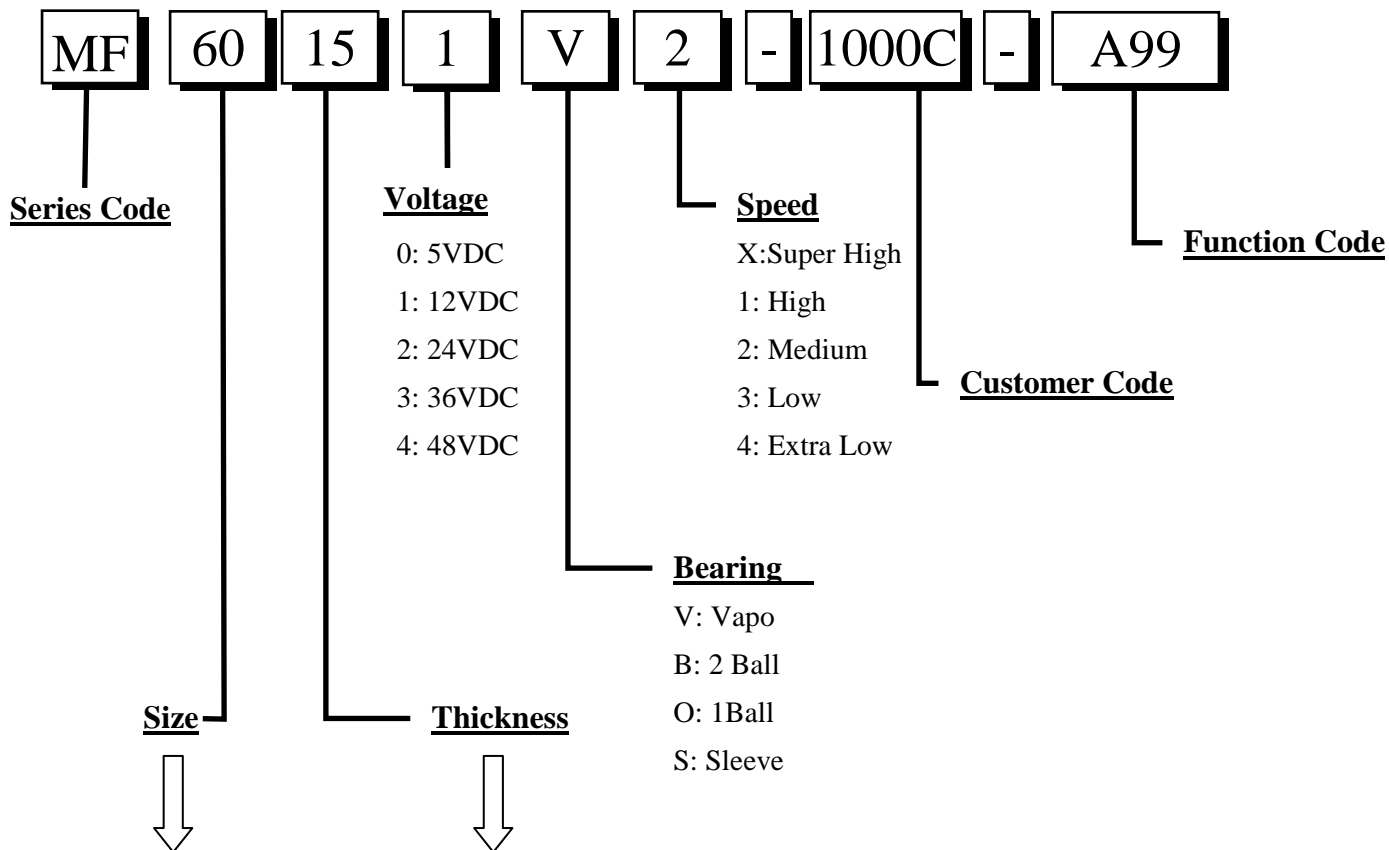 MF 60 15 1 V 2 - 1000C - A99
Series Code
Voltage
0: 5VDC
1: 12VDC
2: 24VDC
3: 36VDC
4: 48VDC
Speed
X:Super High
1: High
2: Medium
3: Low
4: Extra Low
Function Code
Customer Code
Bearing
V: Vapo
B: 2 Ball
O: 1Ball
S: Sleeve
Size
Thickness